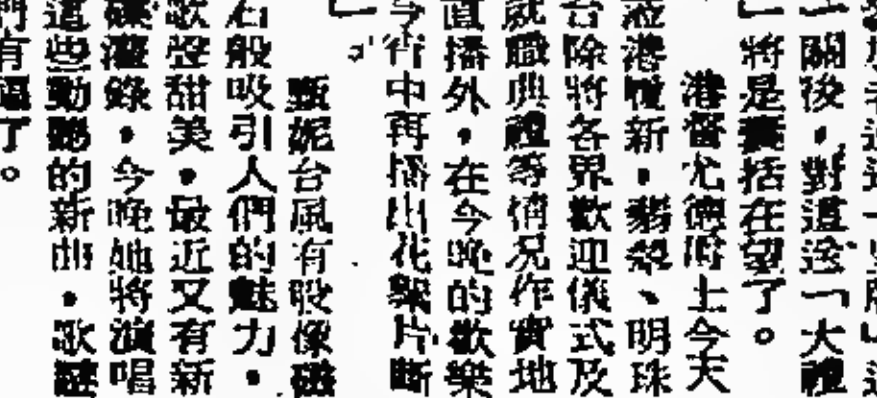 一關後，對這送「大禮
」將是囊括在望了。
港督尤德爵士今天
蒞港履新，翡翠、明珠
台除將各界歡迎儀式及
就職典禮等情況作實地
直播外，在今晚的歡樂
今宵中再播出花絮片斷
」。
甄妮台風有股像磁
石般吸引人們的魅力，
歌聲甜美，最近又有新
碟灌錄，今晚她將演唱
這些動聽的新曲，歌謎
們有福了。